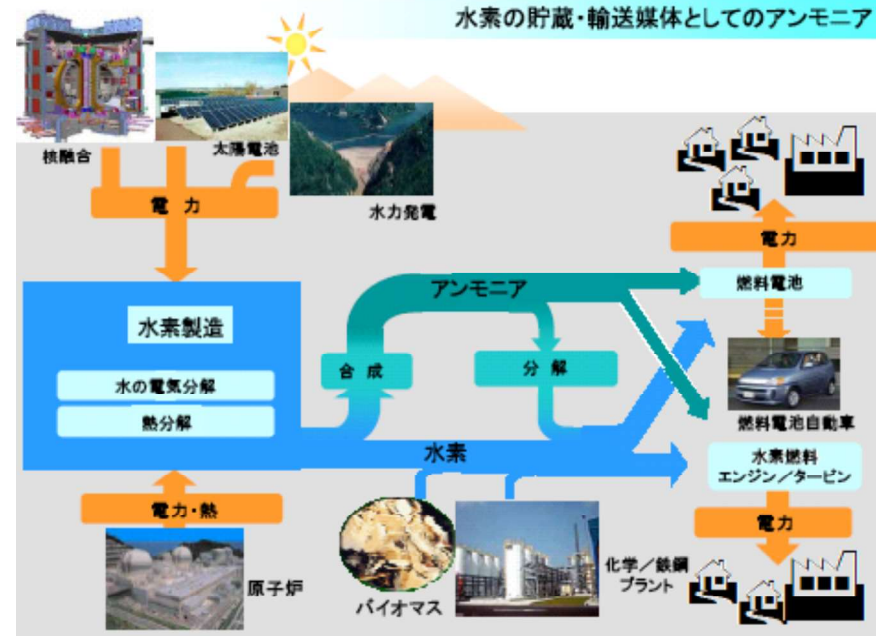 水素の貯蔵・輸送媒体としてのアンモニア
核融合
太陽電池
水力発電
電 力
電力
アンモニア
燃料電池
水素製造
合 成
分 解
水の電気分解
熱分解
燃料電池自動車
水素
水素燃料
エンジン／タービン
電力・熱
電力
原子炉
バイオマス
化学／鉄鋼
プラント